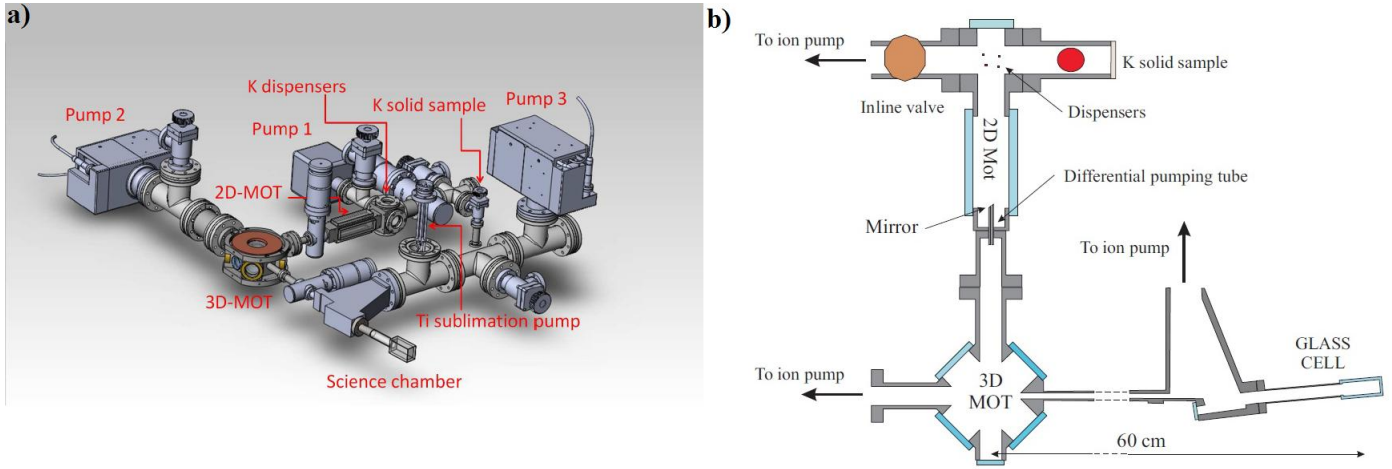 a)
K dispensers
K solid sample
Pump 3
Pump 2
Pump 1
2D-MOT
3D-MOT
Ti sublimation pump
Science chamber
b)
To ion pump
K solid sample
Inline valve
Dispensers
2D Mot
Differential pumping tube
Mirror
To ion pump
To ion pump
3D
MOT
GLASS
CELL
60 cm